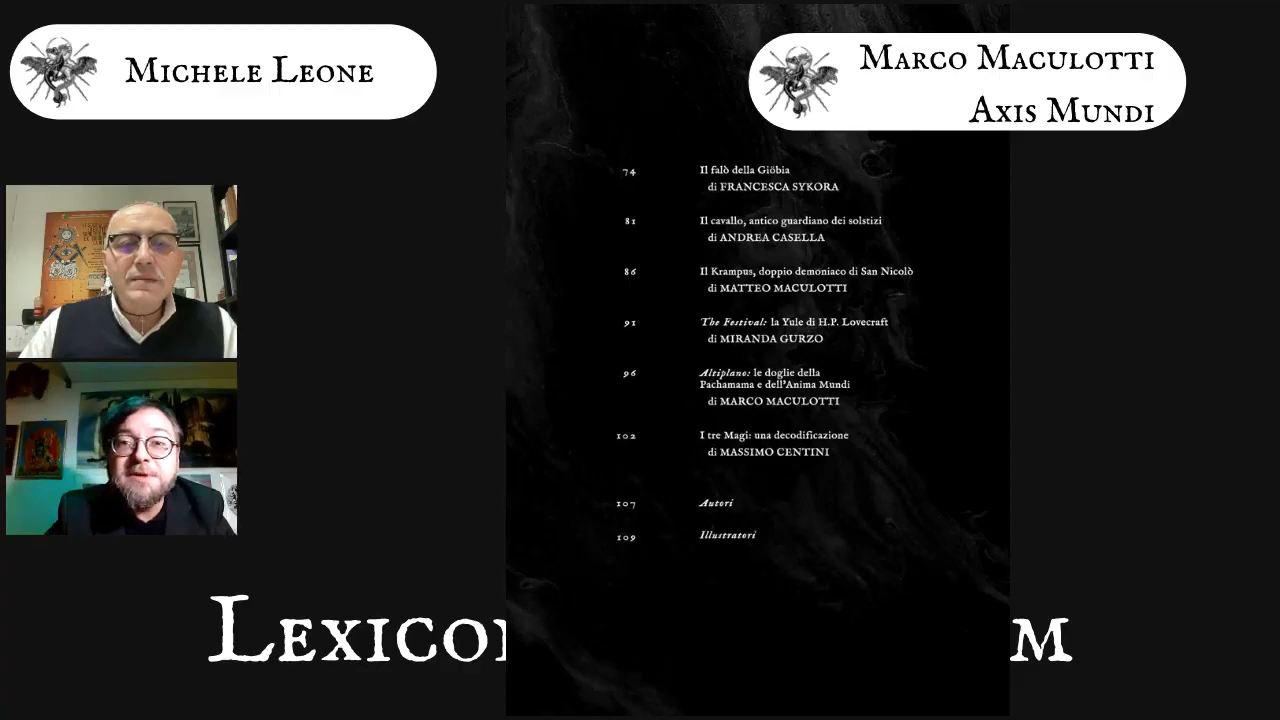 Michele Leone
Marco Maculotti
Axis Mundi
74 Il falò della Giöbia
di FRANCESCA SYKORA
81 Il cavallo, antico guardiano dei solstizi
di ANDREA CASELLA
86 Il Krampus, doppio demoniaco di San Nicolò
di MATTEO MACULOTTI
91 The Festival: la Yule di H.P. Lovecraft
di MIRANDA GURZO
96 Altiplano: le doglie della
Pachamama e dell'Anima Mundi
di MARCO MACULOTTI
102 I tre Magi: una decodificazione
di MASSIMO CENTINI
107 Autori
109 Illustratori